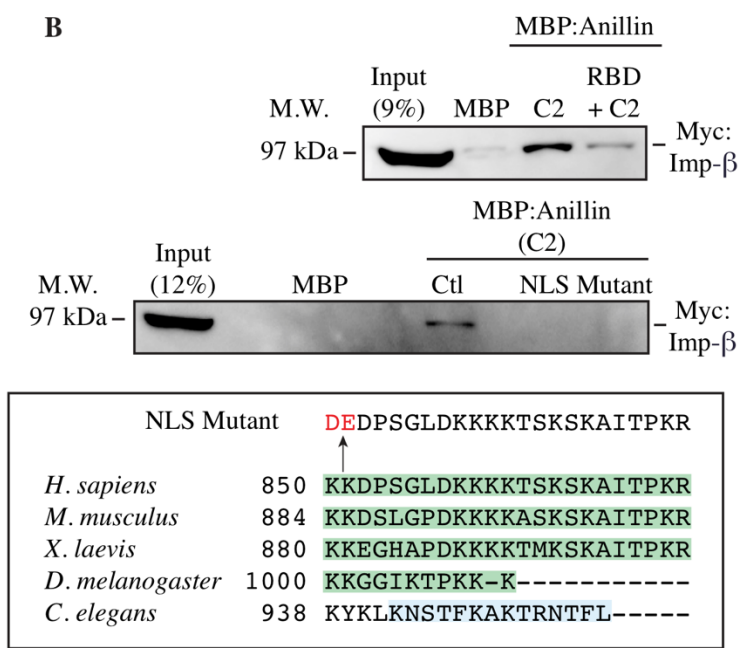 B
MBP:Anillin
Input
(9%)
M.W.
MBP
C2
RBD
+ C2
97 kDa –
– Myc:
Imp-β
MBP:Anillin
(C2)
Input
(12%)
M.W.
MBP
Ctl
NLS Mutant
97 kDa –
– Myc:
Imp-β
NLS Mutant DEDPSGLDKKKKTSKSKAITPKR
H. sapiens 850 KKDPSGLDKKKKTSKSKAITPKR
M. musculus 884 KKDSLGPDKKKKASKSKAITPKR
X. laevis 880 KKEGHAPDKKKKTMKSKAITPKR
D. melanogaster 1000 KKGGIKTPKK-K-----------
C. elegans 938 KYKLKNSTFKAKTRNTFL-----